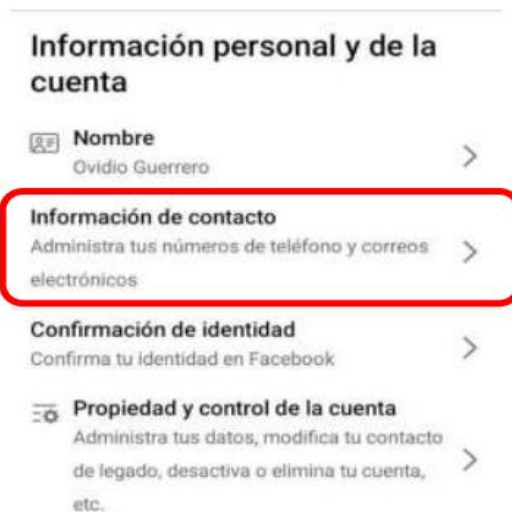 Información personal y de la
cuenta
Nombre
Ovidio Guerrero
Información de contacto
Administra tus números de teléfono y correos
electrónicos
Confirmación de identidad
Confirma tu identidad en Facebook
Propiedad y control de la cuenta
Administra tus datos, modifica tu contacto
de legado, desactiva o elimina tu cuenta,
etc.